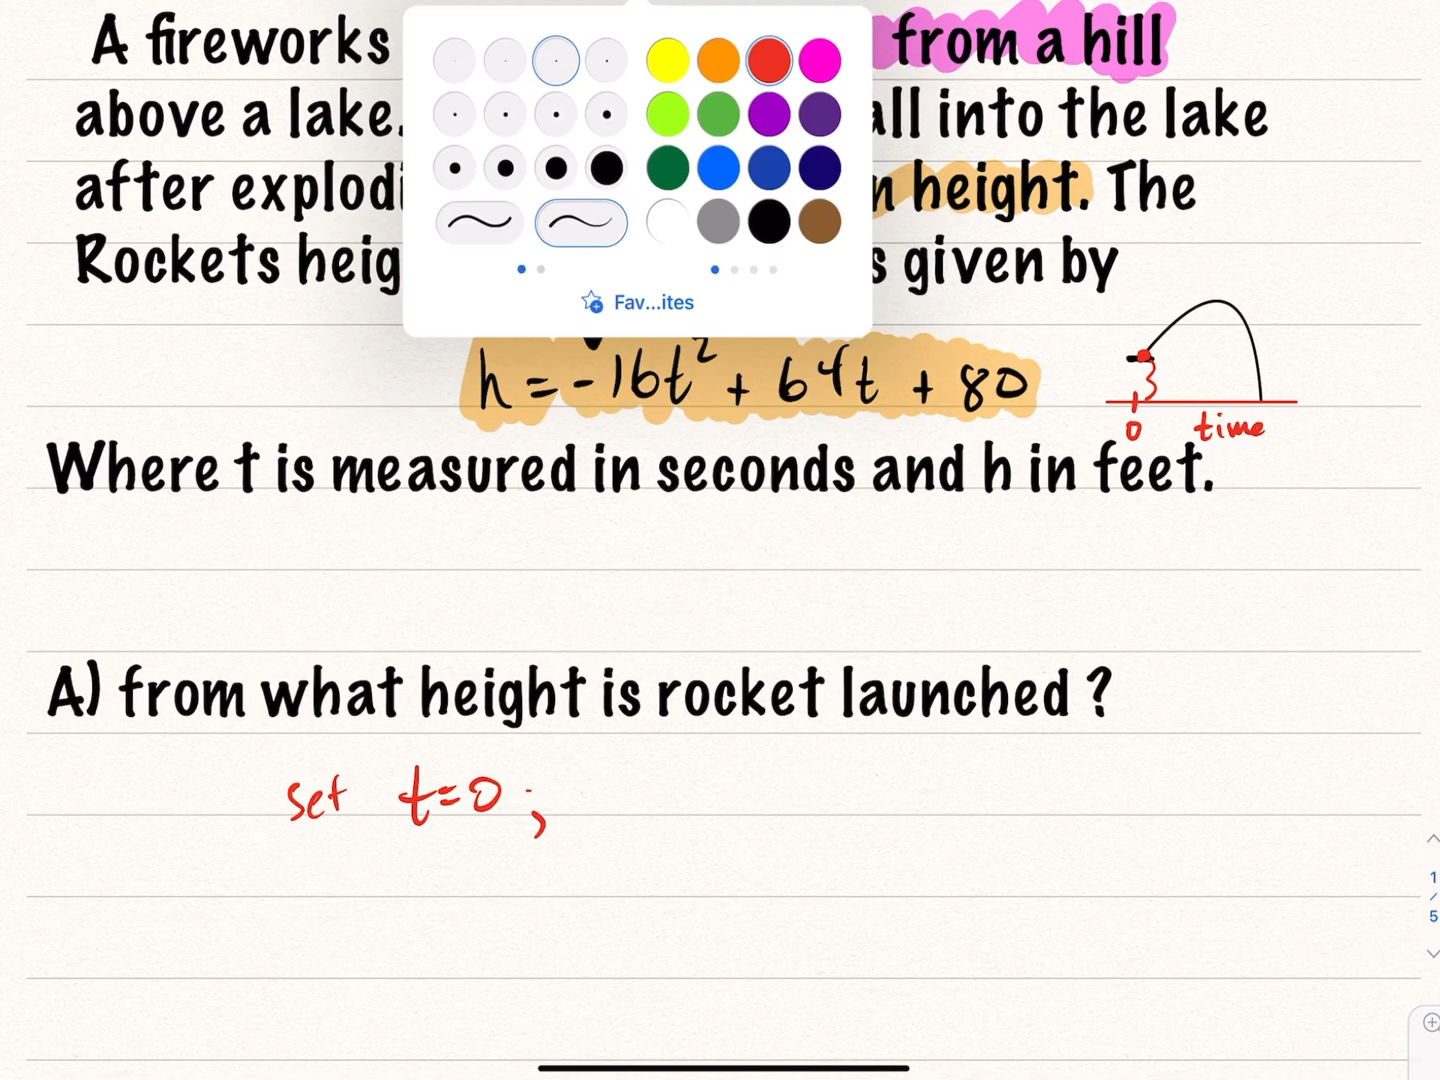 A fireworks from a hill
above a lake. all into the lake
after explodi height. The
Rockets heig s given by
Fav...ites
h = -16t² + 64t + 80
0 time
Where t is measured in seconds and h in feet.
A) from what height is rocket launched ?
set t=0 ;
1
/
5